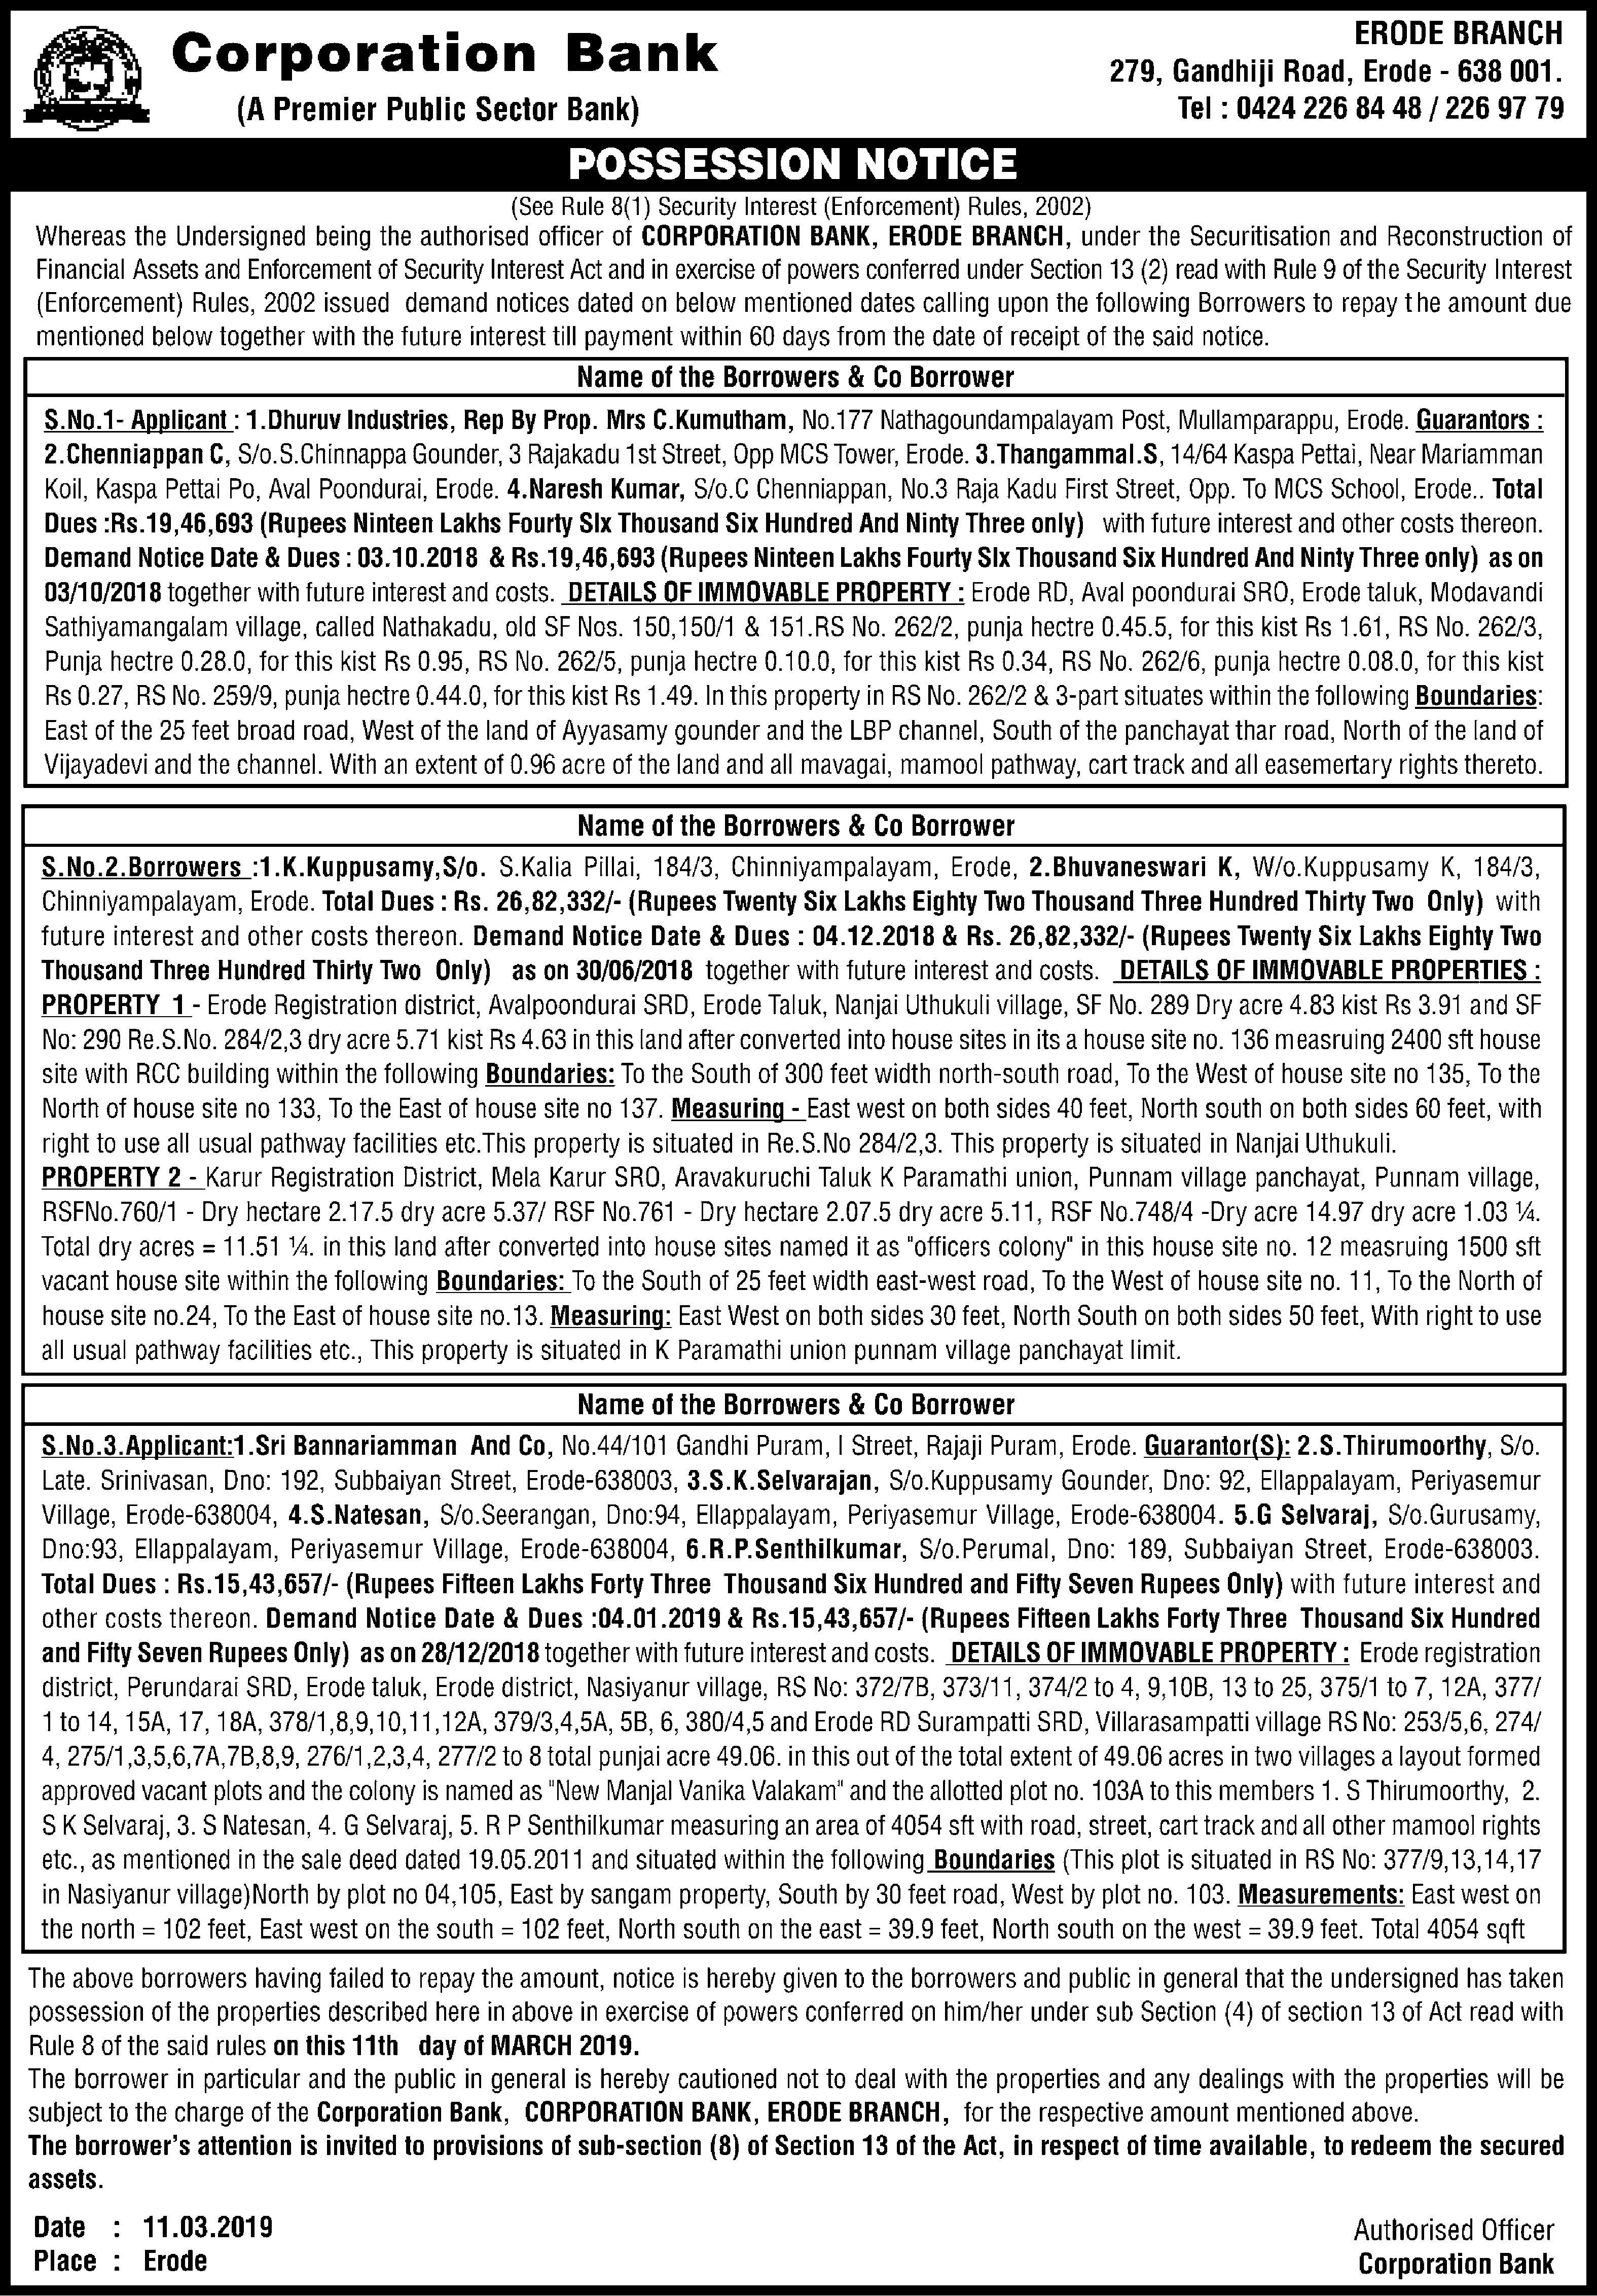 Corporation Bank
(A Premier Public Sector Bank)
ERODE BRANCH
279, Gandhiji Road, Erode - 638 001.
Tel : 0424 226 84 48 / 226 97 79
POSSESSION NOTICE
(See Rule 8(1) Security Interest (Enforcement) Rules, 2002)
Whereas the Undersigned being the authorised officer of CORPORATION BANK, ERODE BRANCH, under the Securitisation and Reconstruction of
Financial Assets and Enforcement of Security Interest Act and in exercise of powers conferred under Section 13 (2) read with Rule 9 of the Security Interest
(Enforcement) Rules, 2002 issued demand notices dated on below mentioned dates calling upon the following Borrowers to repay the amount due
mentioned below together with the future interest till payment within 60 days from the date of receipt of the said notice.
Name of the Borrowers & Co Borrower
S.No.1- Applicant : 1.Dhuruv Industries, Rep By Prop. Mrs C.Kumutham, No.177 Nathagoundampalayam Post, Mullamparappu, Erode. Guarantors :
2.Chenniappan C, S/o.S.Chinnappa Gounder, 3 Rajakadu 1st Street, Opp MCS Tower, Erode. 3.Thangammal.S, 14/64 Kaspa Pettai, Near Mariamman
Koil, Kaspa Pettai Po, Aval Poondurai, Erode. 4.Naresh Kumar, S/o.C Chenniappan, No.3 Raja Kadu First Street, Opp. To MCS School, Erode.. Total
Dues :Rs.19,46,693 (Rupees Ninteen Lakhs Fourty SIx Thousand Six Hundred And Ninty Three only) with future interest and other costs thereon.
Demand Notice Date & Dues : 03.10.2018 & Rs.19,46,693 (Rupees Ninteen Lakhs Fourty SIx Thousand Six Hundred And Ninty Three only) as on
03/10/2018 together with future interest and costs. DETAILS OF IMMOVABLE PROPERTY : Erode RD, Aval poondurai SRO, Erode taluk, Modavandi
Sathiyamangalam village, called Nathakadu, old SF Nos. 150,150/1 & 151.RS No. 262/2, punja hectre 0.45.5, for this kist Rs 1.61, RS No. 262/3,
Punja hectre 0.28.0, for this kist Rs 0.95, RS No. 262/5, punja hectre 0.10.0, for this kist Rs 0.34, RS No. 262/6, punja hectre 0.08.0, for this kist
Rs 0.27, RS No. 259/9, punja hectre 0.44.0, for this kist Rs 1.49. In this property in RS No. 262/2 & 3-part situates within the following Boundaries:
East of the 25 feet broad road, West of the land of Ayyasamy gounder and the LBP channel, South of the panchayat thar road, North of the land of
Vijayadevi and the channel. With an extent of 0.96 acre of the land and all mavagai, mamool pathway, cart track and all easemertary rights thereto.
Name of the Borrowers & Co Borrower
S.No.2.Borrowers :1.K.Kuppusamy,S/o. S.Kalia Pillai, 184/3, Chinniyampalayam, Erode, 2.Bhuvaneswari K, W/o.Kuppusamy K, 184/3,
Chinniyampalayam, Erode. Total Dues : Rs. 26,82,332/- (Rupees Twenty Six Lakhs Eighty Two Thousand Three Hundred Thirty Two Only) with
future interest and other costs thereon. Demand Notice Date & Dues : 04.12.2018 & Rs. 26,82,332/- (Rupees Twenty Six Lakhs Eighty Two
Thousand Three Hundred Thirty Two Only) as on 30/06/2018 together with future interest and costs. DETAILS OF IMMOVABLE PROPERTIES :
PROPERTY 1 - Erode Registration district, Avalpoondurai SRD, Erode Taluk, Nanjai Uthukuli village, SF No. 289 Dry acre 4.83 kist Rs 3.91 and SF
No: 290 Re.S.No. 284/2,3 dry acre 5.71 kist Rs 4.63 in this land after converted into house sites in its a house site no. 136 measruing 2400 sft house
site with RCC building within the following Boundaries: To the South of 300 feet width north-south road, To the West of house site no 135, To the
North of house site no 133, To the East of house site no 137. Measuring - East west on both sides 40 feet, North south on both sides 60 feet, with
right to use all usual pathway facilities etc.This property is situated in Re.S.No 284/2,3. This property is situated in Nanjai Uthukuli.
PROPERTY 2 - Karur Registration District, Mela Karur SRO, Aravakuruchi Taluk K Paramathi union, Punnam village panchayat, Punnam village,
RSFNo.760/1 - Dry hectare 2.17.5 dry acre 5.37/ RSF No.761 - Dry hectare 2.07.5 dry acre 5.11, RSF No.748/4 -Dry acre 14.97 dry acre 1.03 ¼.
Total dry acres = 11.51 ¼. in this land after converted into house sites named it as "officers colony" in this house site no. 12 measruing 1500 sft
vacant house site within the following Boundaries: To the South of 25 feet width east-west road, To the West of house site no. 11, To the North of
house site no.24, To the East of house site no.13. Measuring: East West on both sides 30 feet, North South on both sides 50 feet, With right to use
all usual pathway facilities etc., This property is situated in K Paramathi union punnam village panchayat limit.
Name of the Borrowers & Co Borrower
S.No.3.Applicant:1.Sri Bannariamman And Co, No.44/101 Gandhi Puram, I Street, Rajaji Puram, Erode. Guarantor(S): 2.S.Thirumoorthy, S/o.
Late. Srinivasan, Dno: 192, Subbaiyan Street, Erode-638003, 3.S.K.Selvarajan, S/o.Kuppusamy Gounder, Dno: 92, Ellappalayam, Periyasemur
Village, Erode-638004, 4.S.Natesan, S/o.Seerangan, Dno:94, Ellappalayam, Periyasemur Village, Erode-638004. 5.G Selvaraj, S/o.Gurusamy,
Dno:93, Ellappalayam, Periyasemur Village, Erode-638004, 6.R.P.Senthilkumar, S/o.Perumal, Dno: 189, Subbaiyan Street, Erode-638003.
Total Dues : Rs.15,43,657/- (Rupees Fifteen Lakhs Forty Three Thousand Six Hundred and Fifty Seven Rupees Only) with future interest and
other costs thereon. Demand Notice Date & Dues :04.01.2019 & Rs.15,43,657/- (Rupees Fifteen Lakhs Forty Three Thousand Six Hundred
and Fifty Seven Rupees Only) as on 28/12/2018 together with future interest and costs. DETAILS OF IMMOVABLE PROPERTY : Erode registration
district, Perundarai SRD, Erode taluk, Erode district, Nasiyanur village, RS No: 372/7B, 373/11, 374/2 to 4, 9,10B, 13 to 25, 375/1 to 7, 12A, 377/
1 to 14, 15A, 17, 18A, 378/1,8,9,10,11,12A, 379/3,4,5A, 5B, 6, 380/4,5 and Erode RD Surampatti SRD, Villarasampatti village RS No: 253/5,6, 274/
4, 275/1,3,5,6,7A,7B,8,9, 276/1,2,3,4, 277/2 to 8 total punjai acre 49.06. in this out of the total extent of 49.06 acres in two villages a layout formed
approved vacant plots and the colony is named as "New Manjal Vanika Valakam" and the allotted plot no. 103A to this members 1. S Thirumoorthy, 2.
S K Selvaraj, 3. S Natesan, 4. G Selvaraj, 5. R P Senthilkumar measuring an area of 4054 sft with road, street, cart track and all other mamool rights
etc., as mentioned in the sale deed dated 19.05.2011 and situated within the following Boundaries (This plot is situated in RS No: 377/9,13,14,17
in Nasiyanur village)North by plot no 04,105, East by sangam property, South by 30 feet road, West by plot no. 103. Measurements: East west on
the north = 102 feet, East west on the south = 102 feet, North south on the east = 39.9 feet, North south on the west = 39.9 feet. Total 4054 sqft
The above borrowers having failed to repay the amount, notice is hereby given to the borrowers and public in general that the undersigned has taken
possession of the properties described here in above in exercise of powers conferred on him/her under sub Section (4) of section 13 of Act read with
Rule 8 of the said rules on this 11th day of MARCH 2019.
The borrower in particular and the public in general is hereby cautioned not to deal with the properties and any dealings with the properties will be
subject to the charge of the Corporation Bank, CORPORATION BANK, ERODE BRANCH, for the respective amount mentioned above.
The borrower's attention is invited to provisions of sub-section (8) of Section 13 of the Act, in respect of time available, to redeem the secured
assets.
Date : 11.03.2019
Place : Erode
Authorised Officer
Corporation Bank